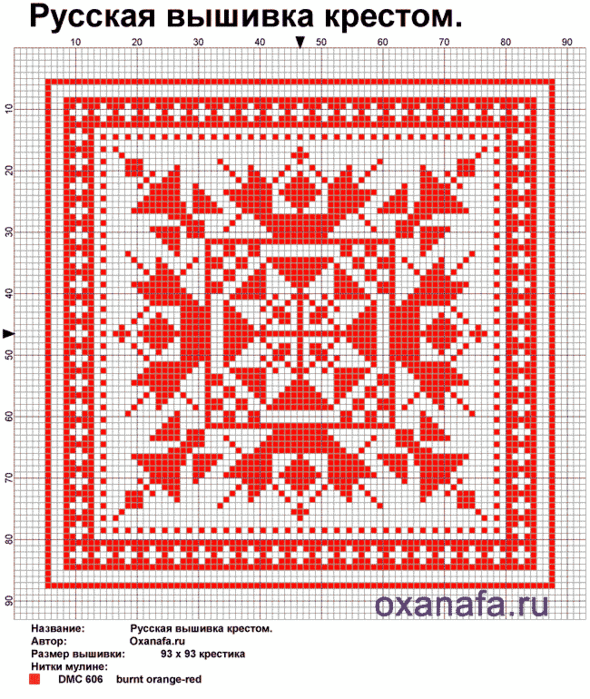 Русская вышивка крестом.
10 20 30 40 50 60 70 80 90
10
20
30
40
50
60
70
80
90
oxanafa.ru
Название: Русская вышивка крестом.
Автор: Oxanafa.ru
Размер вышивки: 93 x 93 крестика
Нитки мулине:
DMC 606 burnt orange-red